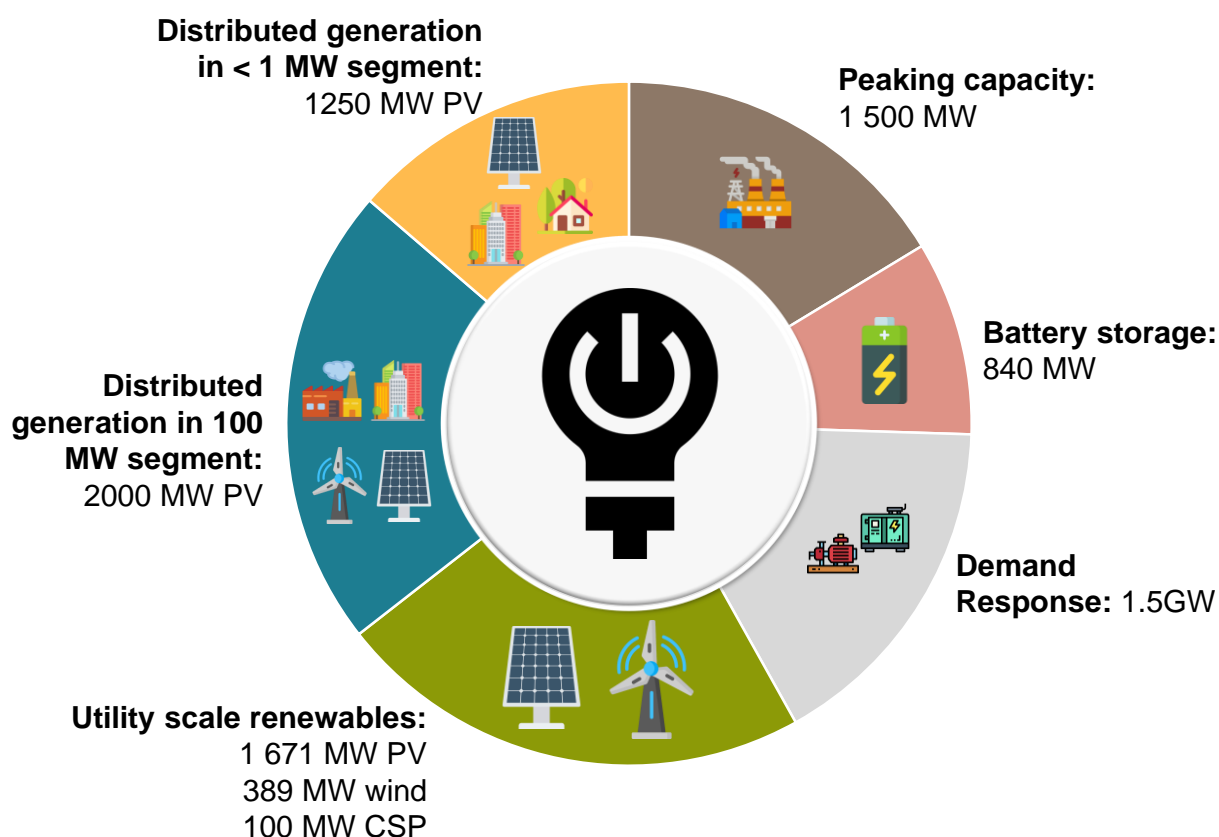 Distributed generation
in < 1 MW segment:
1250 MW PV
Peaking capacity:
1 500 MW
Battery storage:
840 MW
Demand
Response: 1.5GW
Utility scale renewables:
1 671 MW PV
389 MW wind
100 MW CSP
Distributed
generation in 100
MW segment:
2000 MW PV